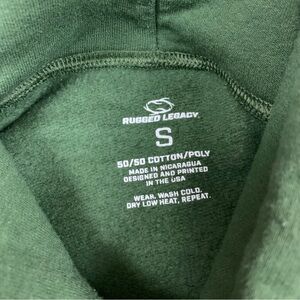 RUGGED LEGACY
S
50/50 COTTON/POLY
MADE IN NICARAGUA
DESIGNED AND PRINTED
IN THE USA
WEAR. WASH COLD.
DRY LOW HEAT, REPEAT.